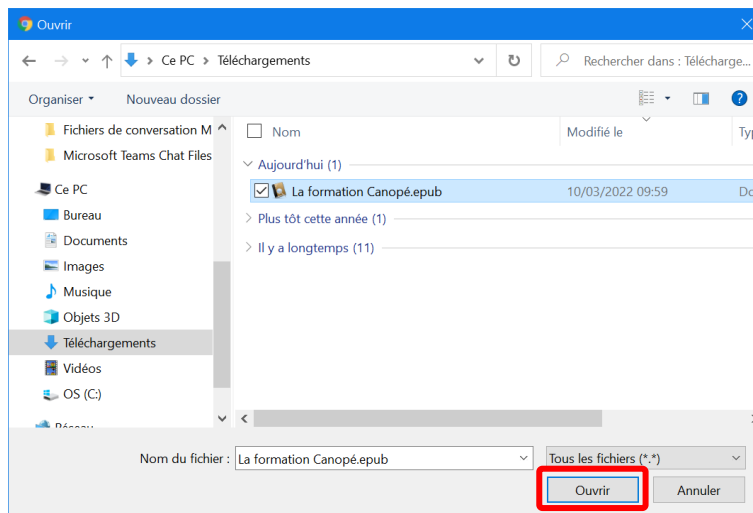 Ouvrir
Ce PC > Téléchargements
Rechercher dans : Télécharge...
Organiser
Nouveau dossier
?
Fichiers de conversation M
Microsoft Teams Chat Files
Ce PC
Bureau
Documents
Images
Musique
Objets 3D
Téléchargements
Vidéos
OS (C:)
Réseau
Nom
Modifié le
Typ
Aujourd'hui (1)
La formation Canopé.epub
10/03/2022 09:59
Do
Plus tôt cette année (1)
Il y a longtemps (11)
Nom du fichier :
La formation Canopé.epub
Tous les fichiers (*.*)
Ouvrir
Annuler